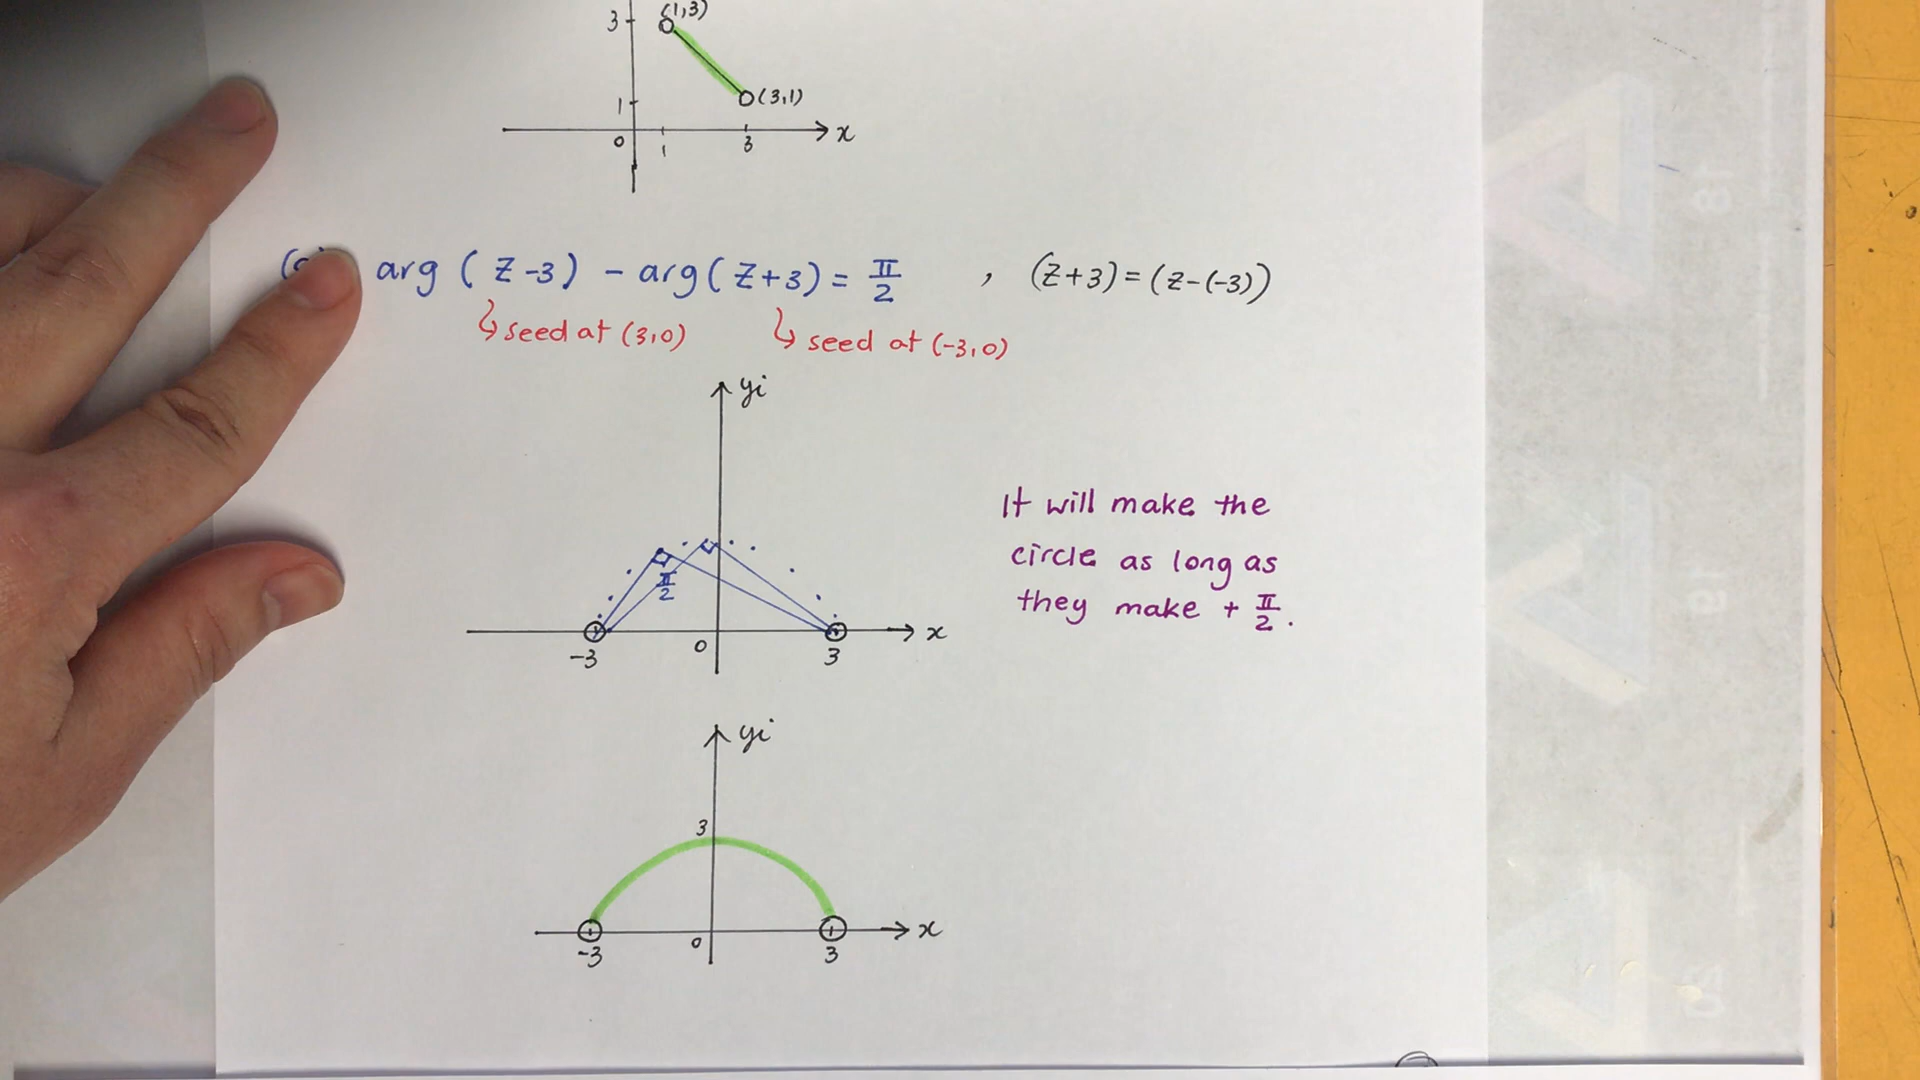 (1,3)
3
(3,1)
1
0 1 3 x
arg (z-3) - arg(z+3) = π/2 , (z+3) = (z-(-3))
seed at (3,0) seed at (-3,0)
yi
It will make the
circle as long as
they make + π/2.
π/2
-3 0 3 x
yi
3
-3 0 3 x